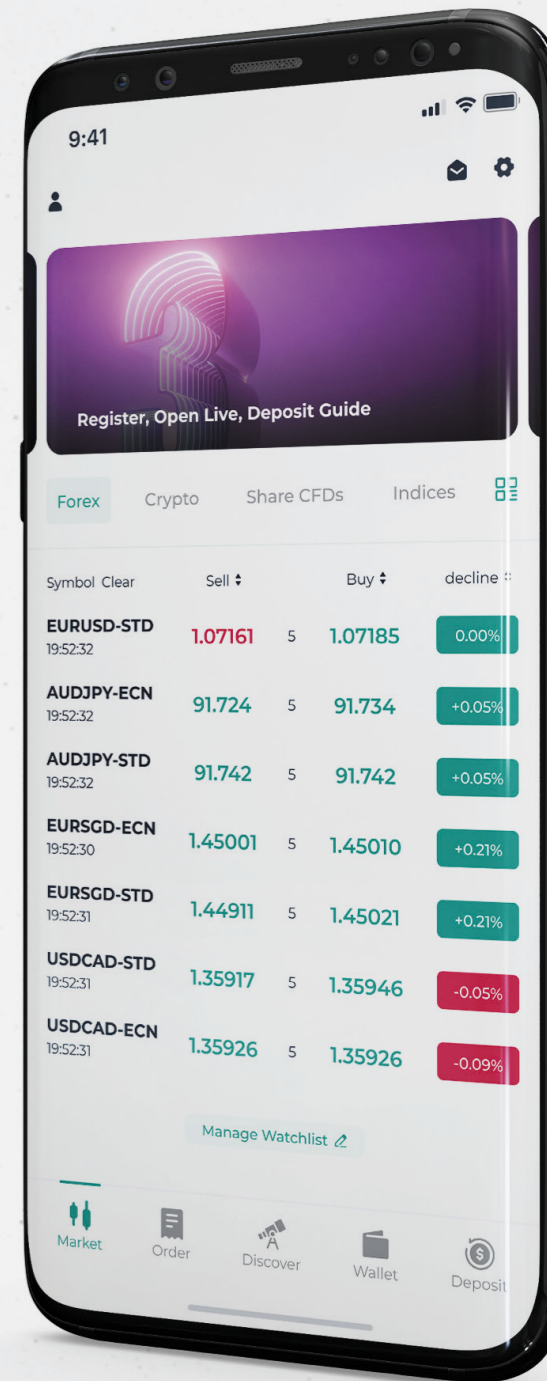 9:41
Register, Open Live, Deposit Guide
Forex Crypto Share CFDs Indices
Symbol Clear Sell Buy decline
EURUSD-STD 1.07161 5 1.07185 0.00%
19:52:32
AUDJPY-ECN 91.724 5 91.734 +0.05%
19:52:32
AUDJPY-STD 91.742 5 91.742 +0.05%
19:52:32
EURSGD-ECN 1.45001 5 1.45010 +0.21%
19:52:30
EURSGD-STD 1.44911 5 1.45021 +0.21%
19:52:31
USDCAD-STD 1.35917 5 1.35946 -0.05%
19:52:31
USDCAD-ECN 1.35926 5 1.35926 -0.09%
19:52:31
Manage Watchlist
Market Order Discover Wallet Deposit